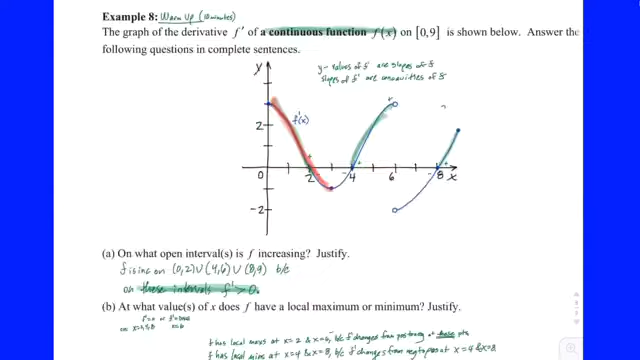 Example 8: Warm Up (10 minutes)
The graph of the derivative f' of a continuous function f(x) on [0,9] is shown below. Answer the
following questions in complete sentences.
y-values of f' are slopes of f
slopes of f' are concavities of f
y
f'(x)
2
0 2 4 6 8 x
-2
(a) On what open interval(s) is f increasing? Justify.
f is inc on (0,2) ∪ (4,6) ∪ (8,9) b/c
on these intervals f' > 0.
(b) At what value(s) of x does f have a local maximum or minimum? Justify.
f'=0 or
x=6
f has local maxs at x=2 & x=6, b/c f' changes from pos to neg at these pts
f has local mins at x=4 & x=8, b/c f' changes from neg to pos at x=4 & x=8.